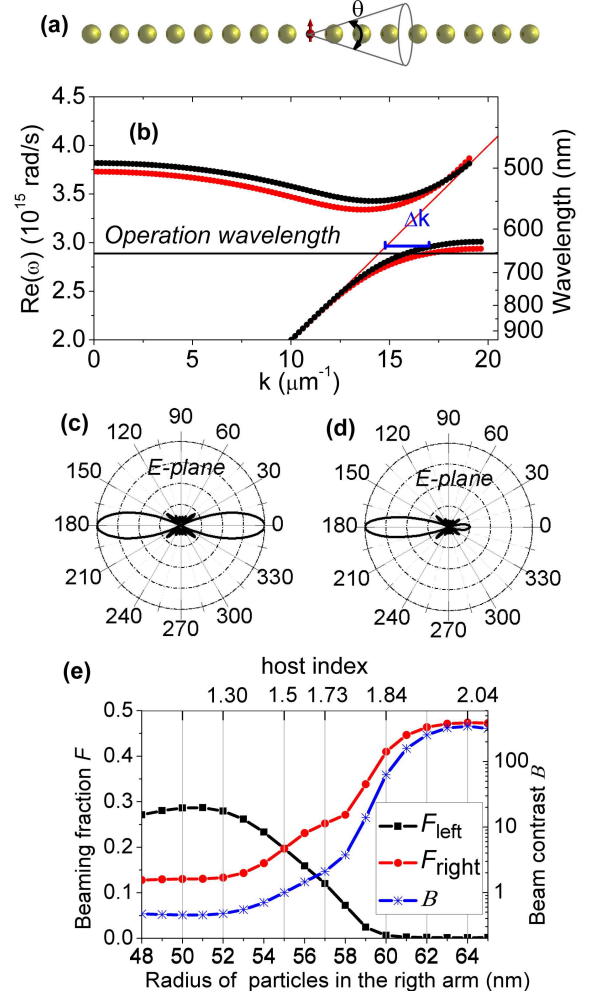 (a)
θ
(b)
4.5
4.0
3.5
3.0
2.5
2.0
Re(ω) (10^15 rad/s)
Operation wavelength
Δk
500
600
700
800
900
Wavelength (nm)
0 5 10 15 20
k (μm^-1)
(c)
E-plane
90
60
30
0
330
300
270
240
210
180
150
120
(d)
E-plane
90
60
30
0
330
300
270
240
210
180
150
120
(e)
host index
1.30 1.5 1.73 1.84 2.04
0.5
0.4
0.3
0.2
0.1
0.0
Beaming fraction F
F_left
F_right
B
100
10
1
Beam contrast B
48 50 52 54 56 58 60 62 64
Radius of particles in the rigth arm (nm)